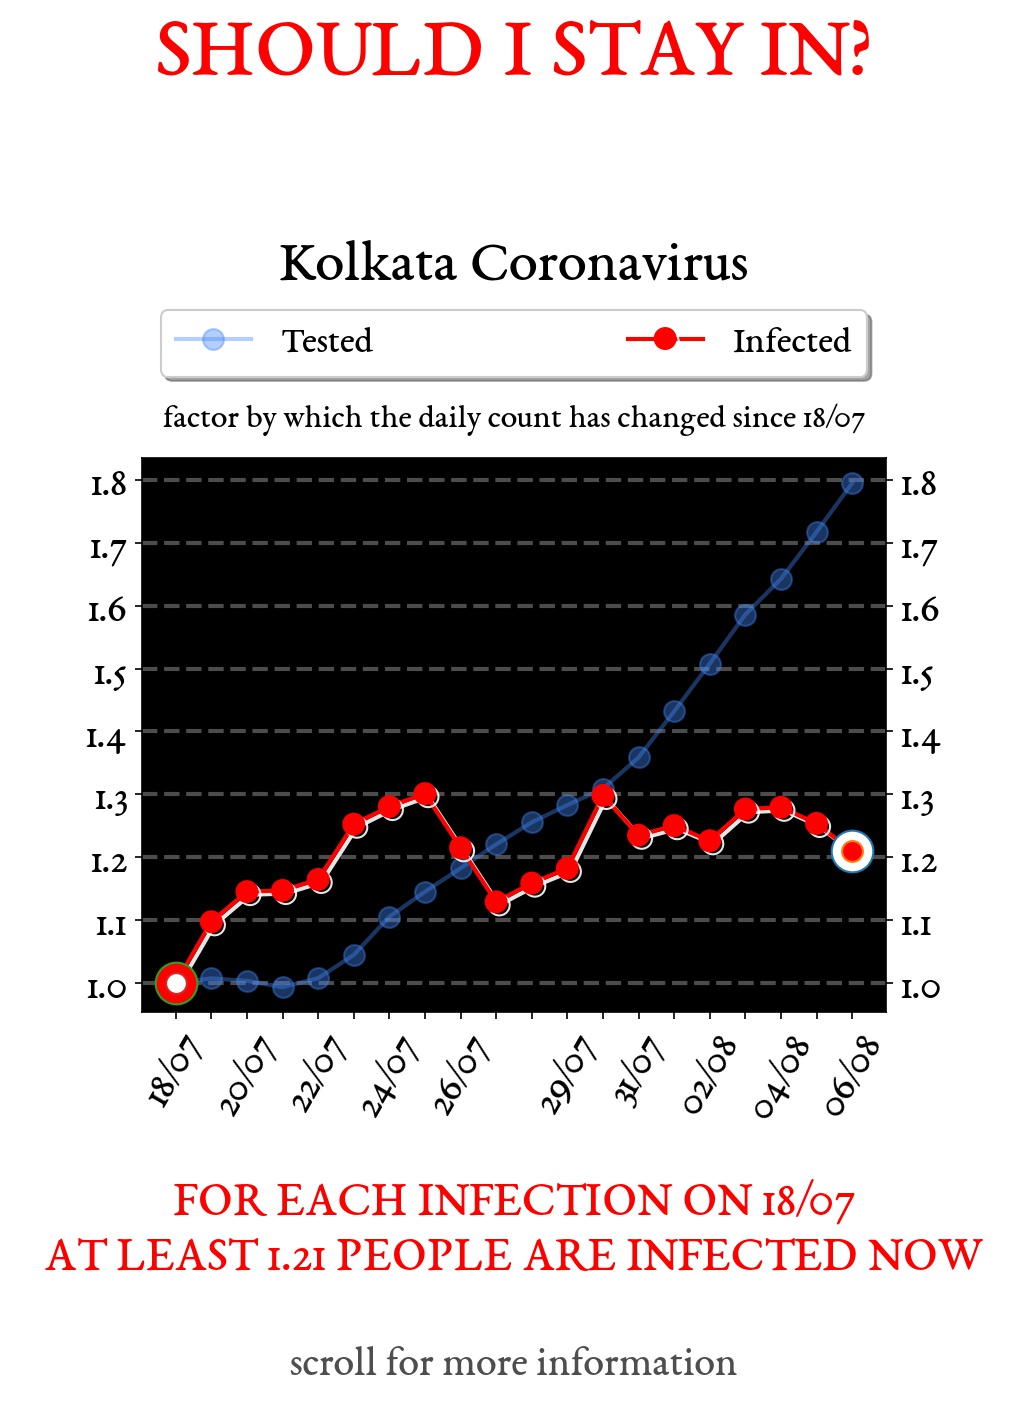 SHOULD I STAY IN?
Kolkata Coronavirus
Tested Infected
factor by which the daily count has changed since 18/07
1.8 1.8
1.7 1.7
1.6 1.6
1.5 1.5
1.4 1.4
1.3 1.3
1.2 1.2
1.1 1.1
1.0 1.0
18/07 20/07 22/07 24/07 26/07 29/07 31/07 02/08 04/08 06/08
FOR EACH INFECTION ON 18/07
AT LEAST 1.21 PEOPLE ARE INFECTED NOW
scroll for more information